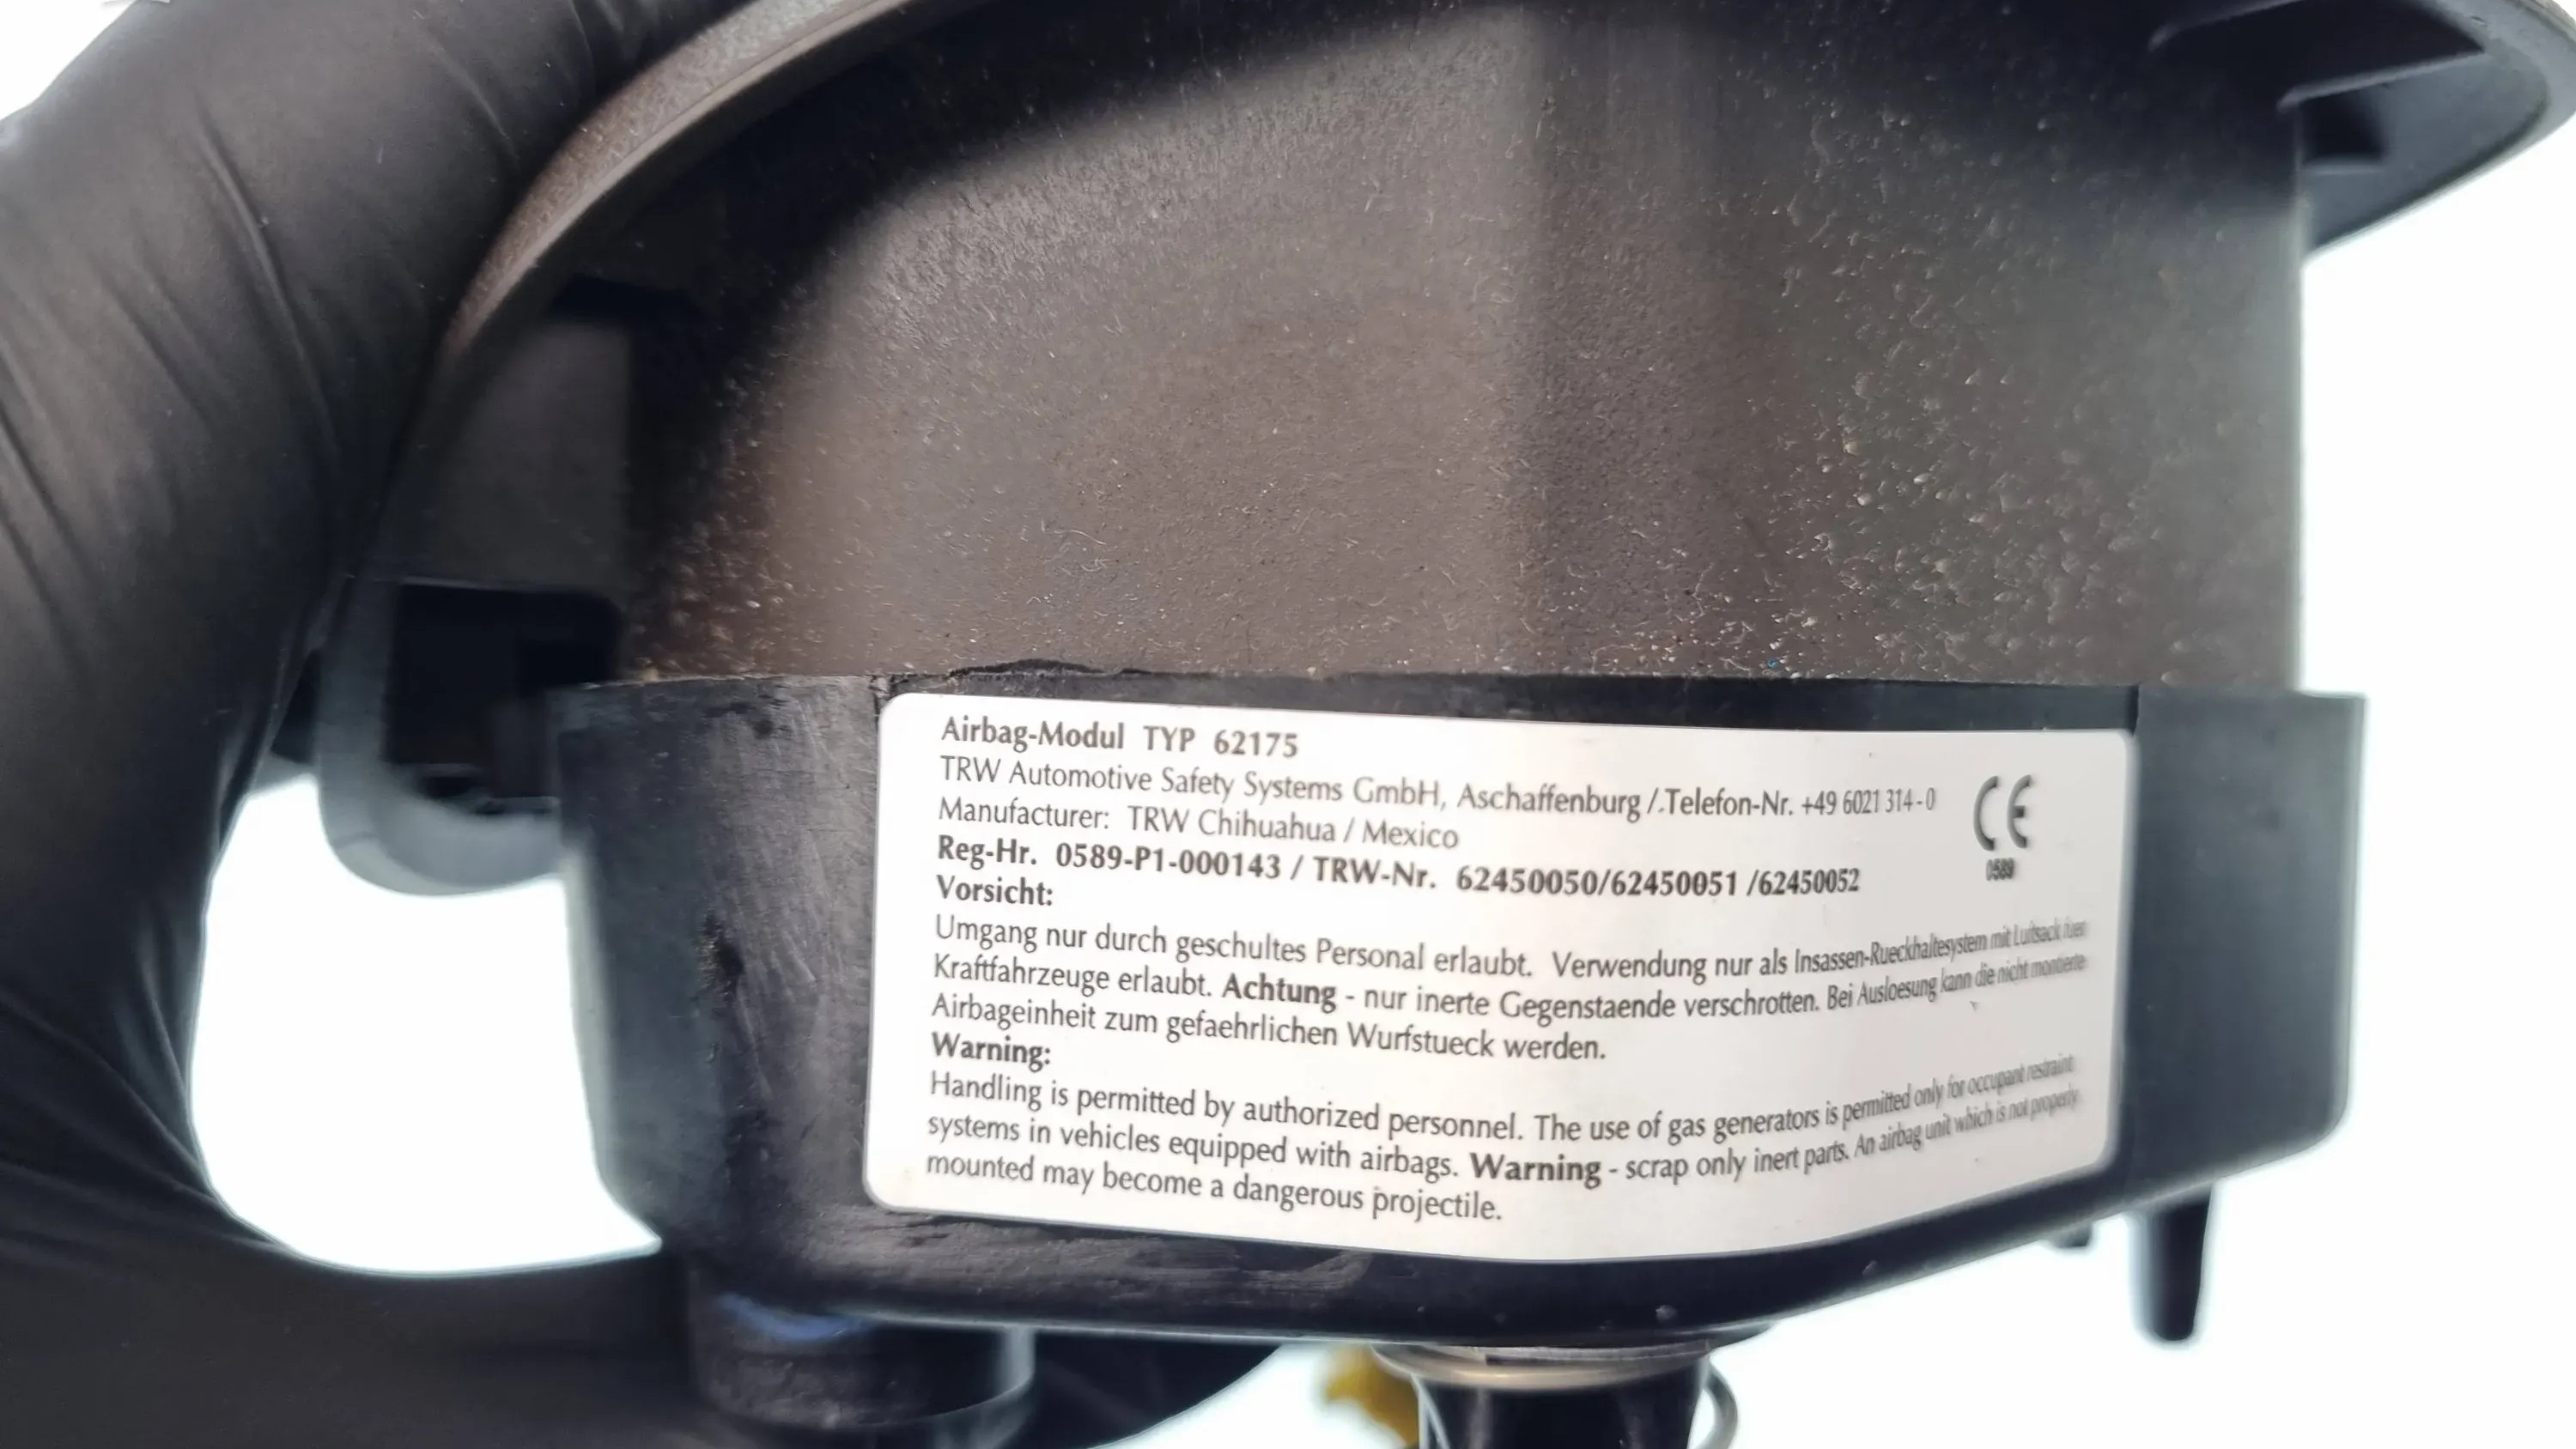 Airbag-Modul TYP 62175
TRW Automotive Safety Systems GmbH, Aschaffenburg /.Telefon-Nr. +49 6021 314-0
Manufacturer: TRW Chihuahua / Mexico
Reg-Hr. 0589-P1-000143 / TRW-Nr. 62450050/62450051 /62450052
CE
0589
Vorsicht:
Umgang nur durch geschultes Personal erlaubt. Verwendung nur als Insassen-Rueckhaltesystem mit Luftsack fuer
Kraftfahrzeuge erlaubt. Achtung - nur inerte Gegenstaende verschrotten. Bei Ausloesung kann die nicht montierte
Airbageinheit zum gefaehrlichen Wurfstueck werden.
Warning:
Handling is permitted by authorized personnel. The use of gas generators is permitted only for occupant restraint
systems in vehicles equipped with airbags. Warning - scrap only inert parts. An airbag unit which is not properly
mounted may become a dangerous projectile.